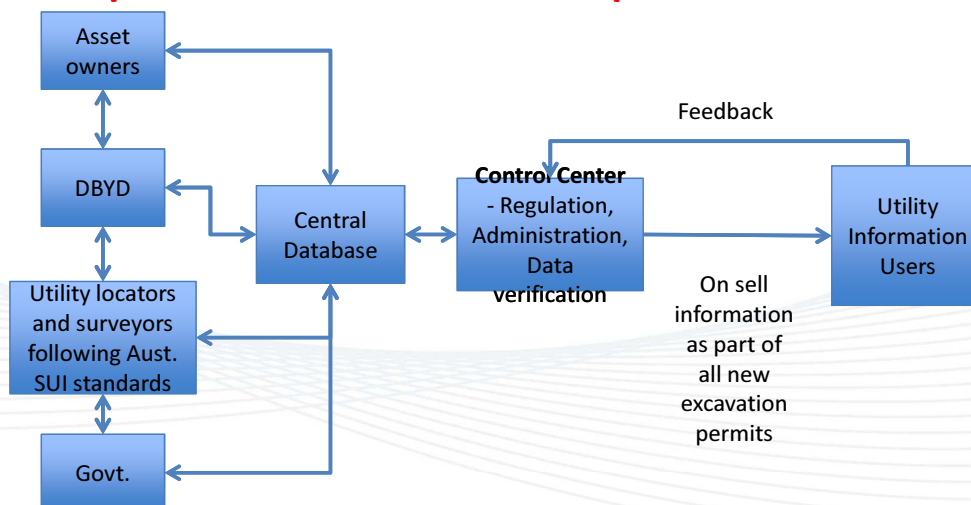 Asset
owners
DBYD
Utility locators
and surveyors
following Aust.
SUI standards
Govt.
Central
Database
Control Center
- Regulation,
Administration,
Data
verification
Feedback
Utility
Information
Users
On sell
information
as part of
all new
excavation
permits